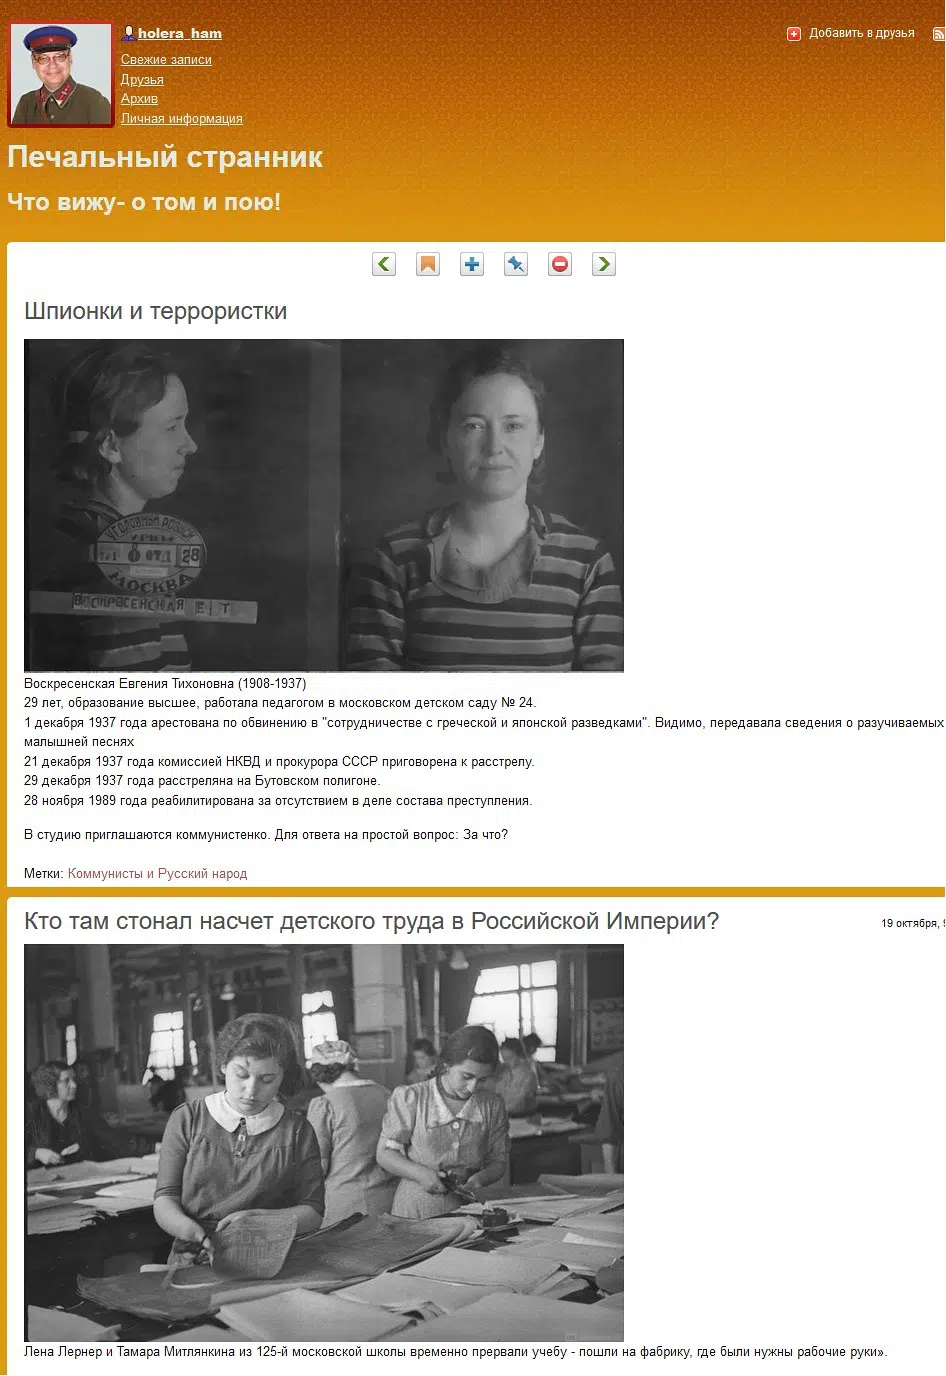 holera_ham
Добавить в друзья
Свежие записи
Друзья
Архив
Личная информация
Печальный странник
Что вижу- о том и пою!
Шпионки и террористки
УГОЛОВНЫЙ РОЗЫСК
8 ОТД 28
МОСКВА
ВОСКРЕСЕНСКАЯ Е Т
Воскресенская Евгения Тихоновна (1908-1937)
29 лет, образование высшее, работала педагогом в московском детском саду № 24.
1 декабря 1937 года арестована по обвинению в "сотрудничестве с греческой и японской разведками". Видимо, передавала сведения о разучиваемых
малышней песнях
21 декабря 1937 года комиссией НКВД и прокурора СССР приговорена к расстрелу.
29 декабря 1937 года расстреляна на Бутовском полигоне.
28 ноября 1989 года реабилитирована за отсутствием в деле состава преступления.
В студию приглашаются коммунистенко. Для ответа на простой вопрос: За что?
Метки: Коммунисты и Русский народ
Кто там стонал насчет детского труда в Российской Империи?
19 октября,
Лена Лернер и Тамара Митлянкина из 125-й московской школы временно прервали учебу - пошли на фабрику, где были нужны рабочие руки».